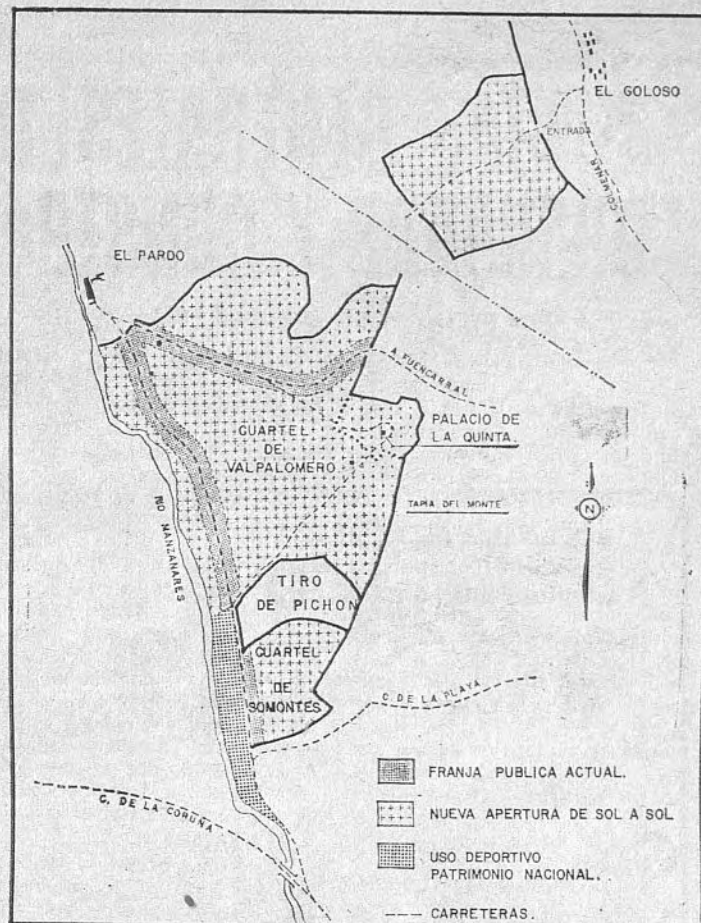 EL GOLOSO
ENTRADA
A COLMENAR
EL PARDO
A FUENCARRAL
PALACIO DE
LA QUINTA.
CUARTEL
DE
VALPALOMERO
TAPIA DEL MONTE
N
RIO MANZANARES
TIRO
DE PICHON
CUARTEL
DE
SOMONTES
C. DE LA PLAYA
C. DE LA CORUÑA
FRANJA PUBLICA ACTUAL.
NUEVA APERTURA DE SOL A SOL
USO DEPORTIVO
PATRIMONIO NACIONAL.
CARRETERAS.